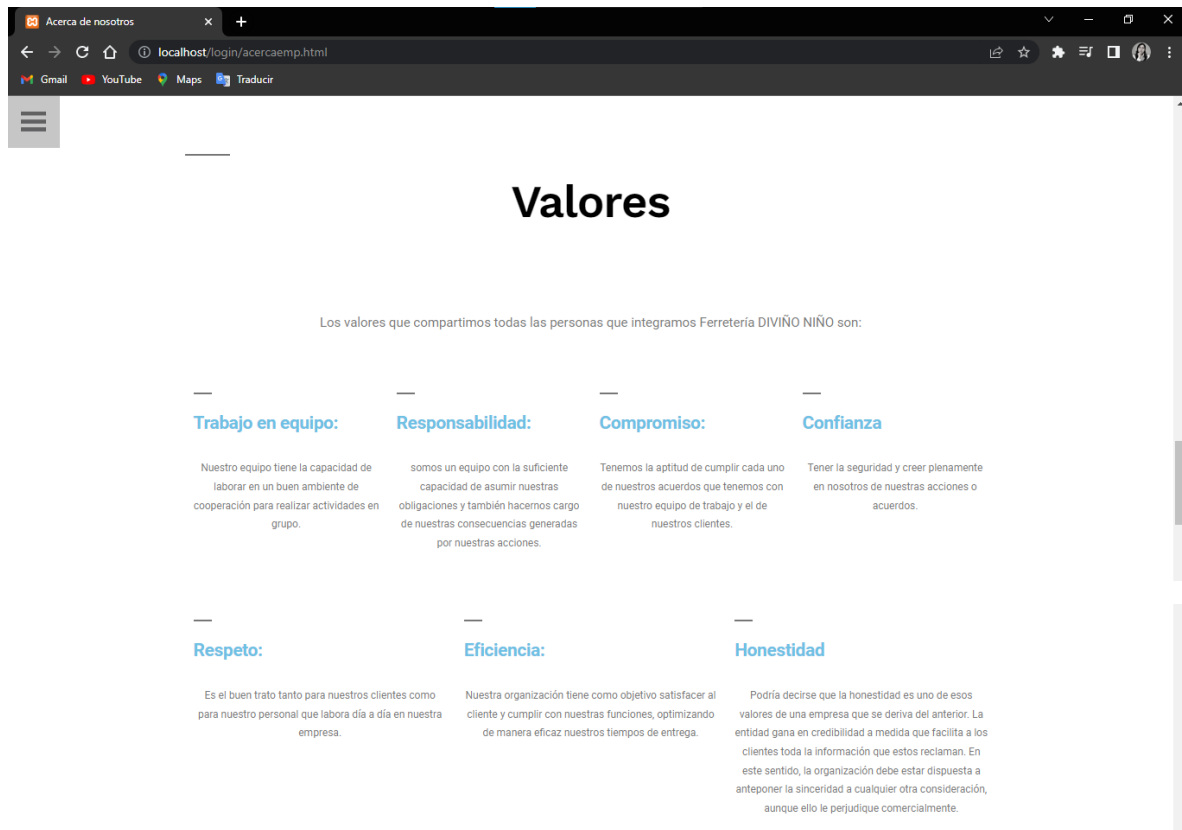 Acerca de nosotros
localhost/login/acercaemp.html
Gmail
YouTube
Maps
Traducir
Valores
Los valores que compartimos todas las personas que integramos Ferretería DIVIÑO NIÑO son:
Trabajo en equipo:
Nuestro equipo tiene la capacidad de
laborar en un buen ambiente de
cooperación para realizar actividades en
grupo.
Responsabilidad:
somos un equipo con la suficiente
capacidad de asumir nuestras
obligaciones y también hacernos cargo
de nuestras consecuencias generadas
por nuestras acciones.
Compromiso:
Tenemos la aptitud de cumplir cada uno
de nuestros acuerdos que tenemos con
nuestro equipo de trabajo y el de
nuestros clientes.
Confianza
Tener la seguridad y creer plenamente
en nosotros de nuestras acciones o
acuerdos.
Respeto:
Es el buen trato tanto para nuestros clientes como
para nuestro personal que labora día a día en nuestra
empresa.
Eficiencia:
Nuestra organización tiene como objetivo satisfacer al
cliente y cumplir con nuestras funciones, optimizando
de manera eficaz nuestros tiempos de entrega.
Honestidad
Podría decirse que la honestidad es uno de esos
valores de una empresa que se deriva del anterior. La
entidad gana en credibilidad a medida que facilita a los
clientes toda la información que estos reclaman. En
este sentido, la organización debe estar dispuesta a
anteponer la sinceridad a cualquier otra consideración,
aunque ello le perjudique comercialmente.